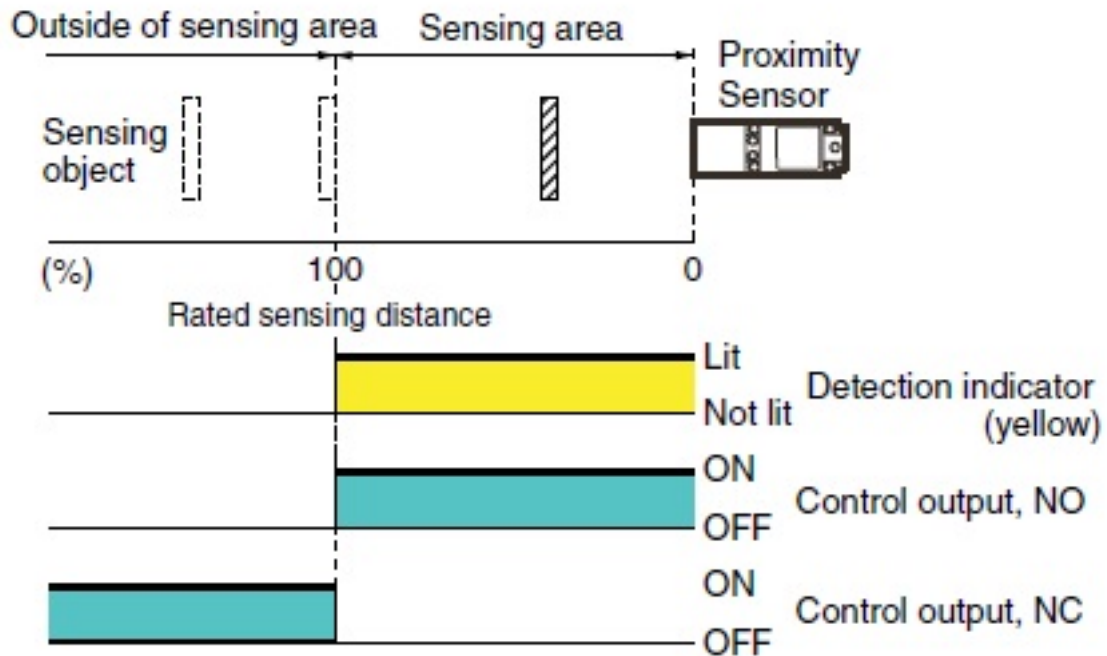 Outside of sensing area
Sensing area
Proximity
Sensor
Sensing
object
(%)
100
0
Rated sensing distance
Lit
Not lit
Detection indicator
(yellow)
ON
OFF
Control output, NO
ON
OFF
Control output, NC